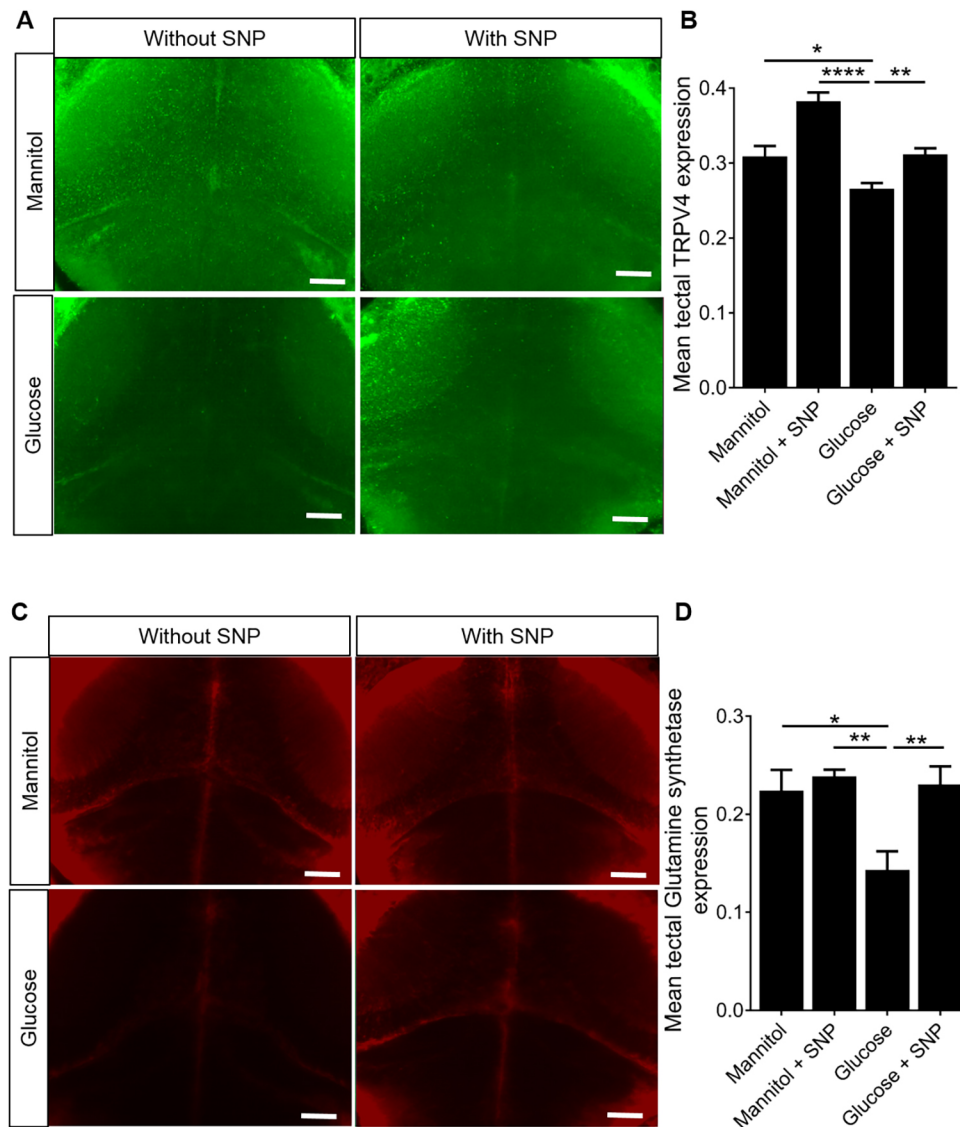 A
Without SNP
With SNP
Mannitol
Glucose
B
*
**** **
Mean tectal TRPV4 expression
0.4
0.3
0.2
0.1
0.0
Mannitol
Mannitol + SNP
Glucose
Glucose + SNP
C
Without SNP
With SNP
Mannitol
Glucose
D
*
** **
Mean tectal Glutamine synthetase
expression
0.3
0.2
0.1
0.0
Mannitol
Mannitol + SNP
Glucose
Glucose + SNP